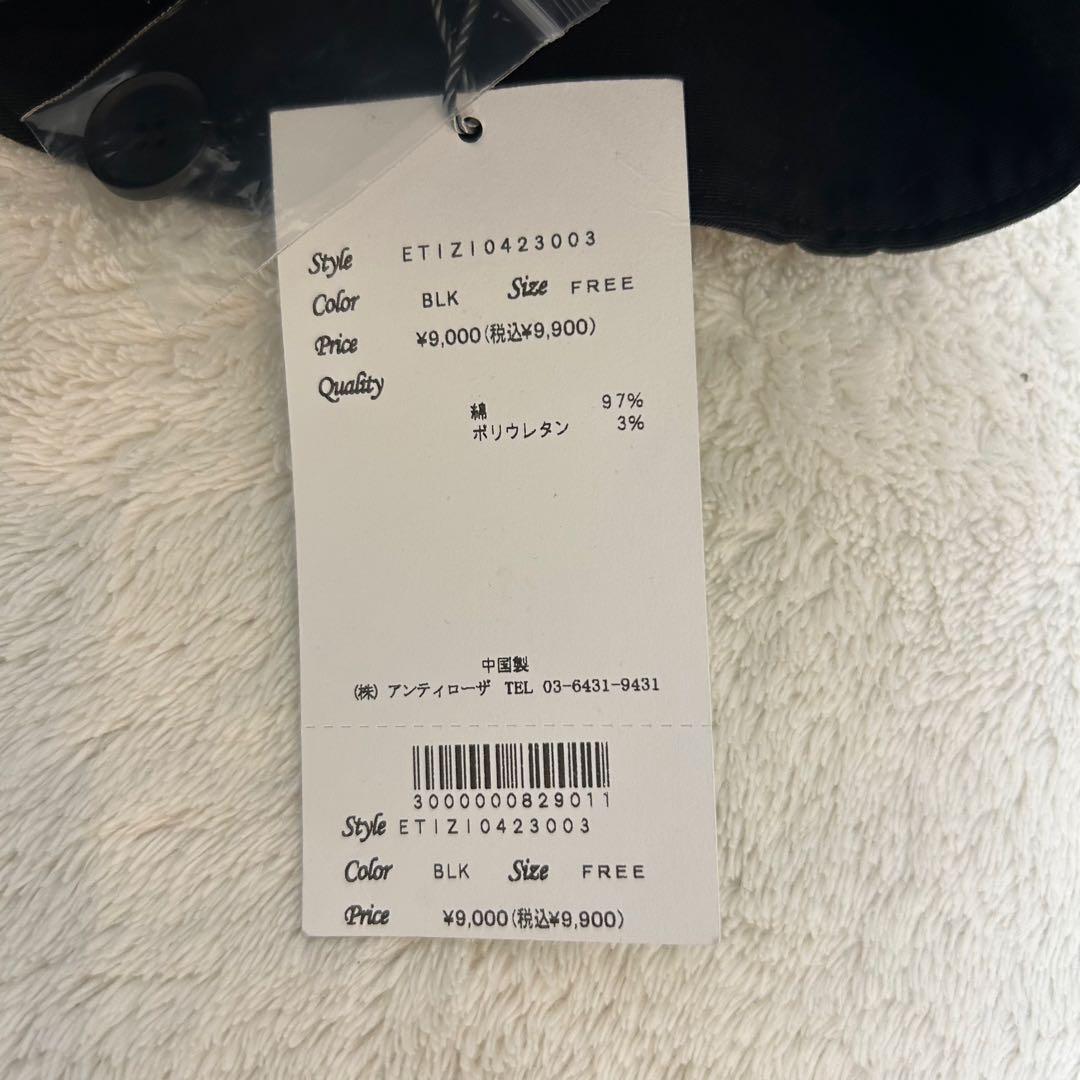 Style ETIZI0423003
Color BLK Size FREE
Price ¥9,000(税込¥9,900)
Quality
綿 97%
ポリウレタン 3%
中国製
(株) アンティローザ TEL 03-6431-9431
3000000829011
Style ETIZI0423003
Color BLK Size FREE
Price ¥9,000(税込¥9,900)